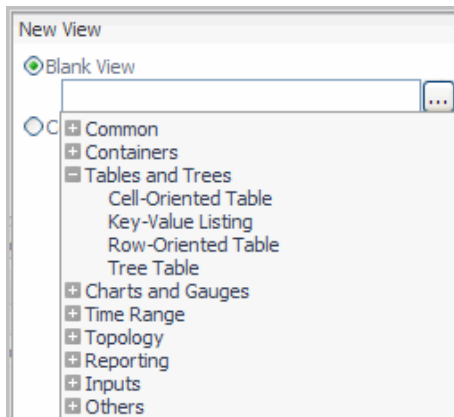 New View
Blank View
...
C
Common
Containers
Tables and Trees
Cell-Oriented Table
Key-Value Listing
Row-Oriented Table
Tree Table
Charts and Gauges
Time Range
Topology
Reporting
Inputs
Others